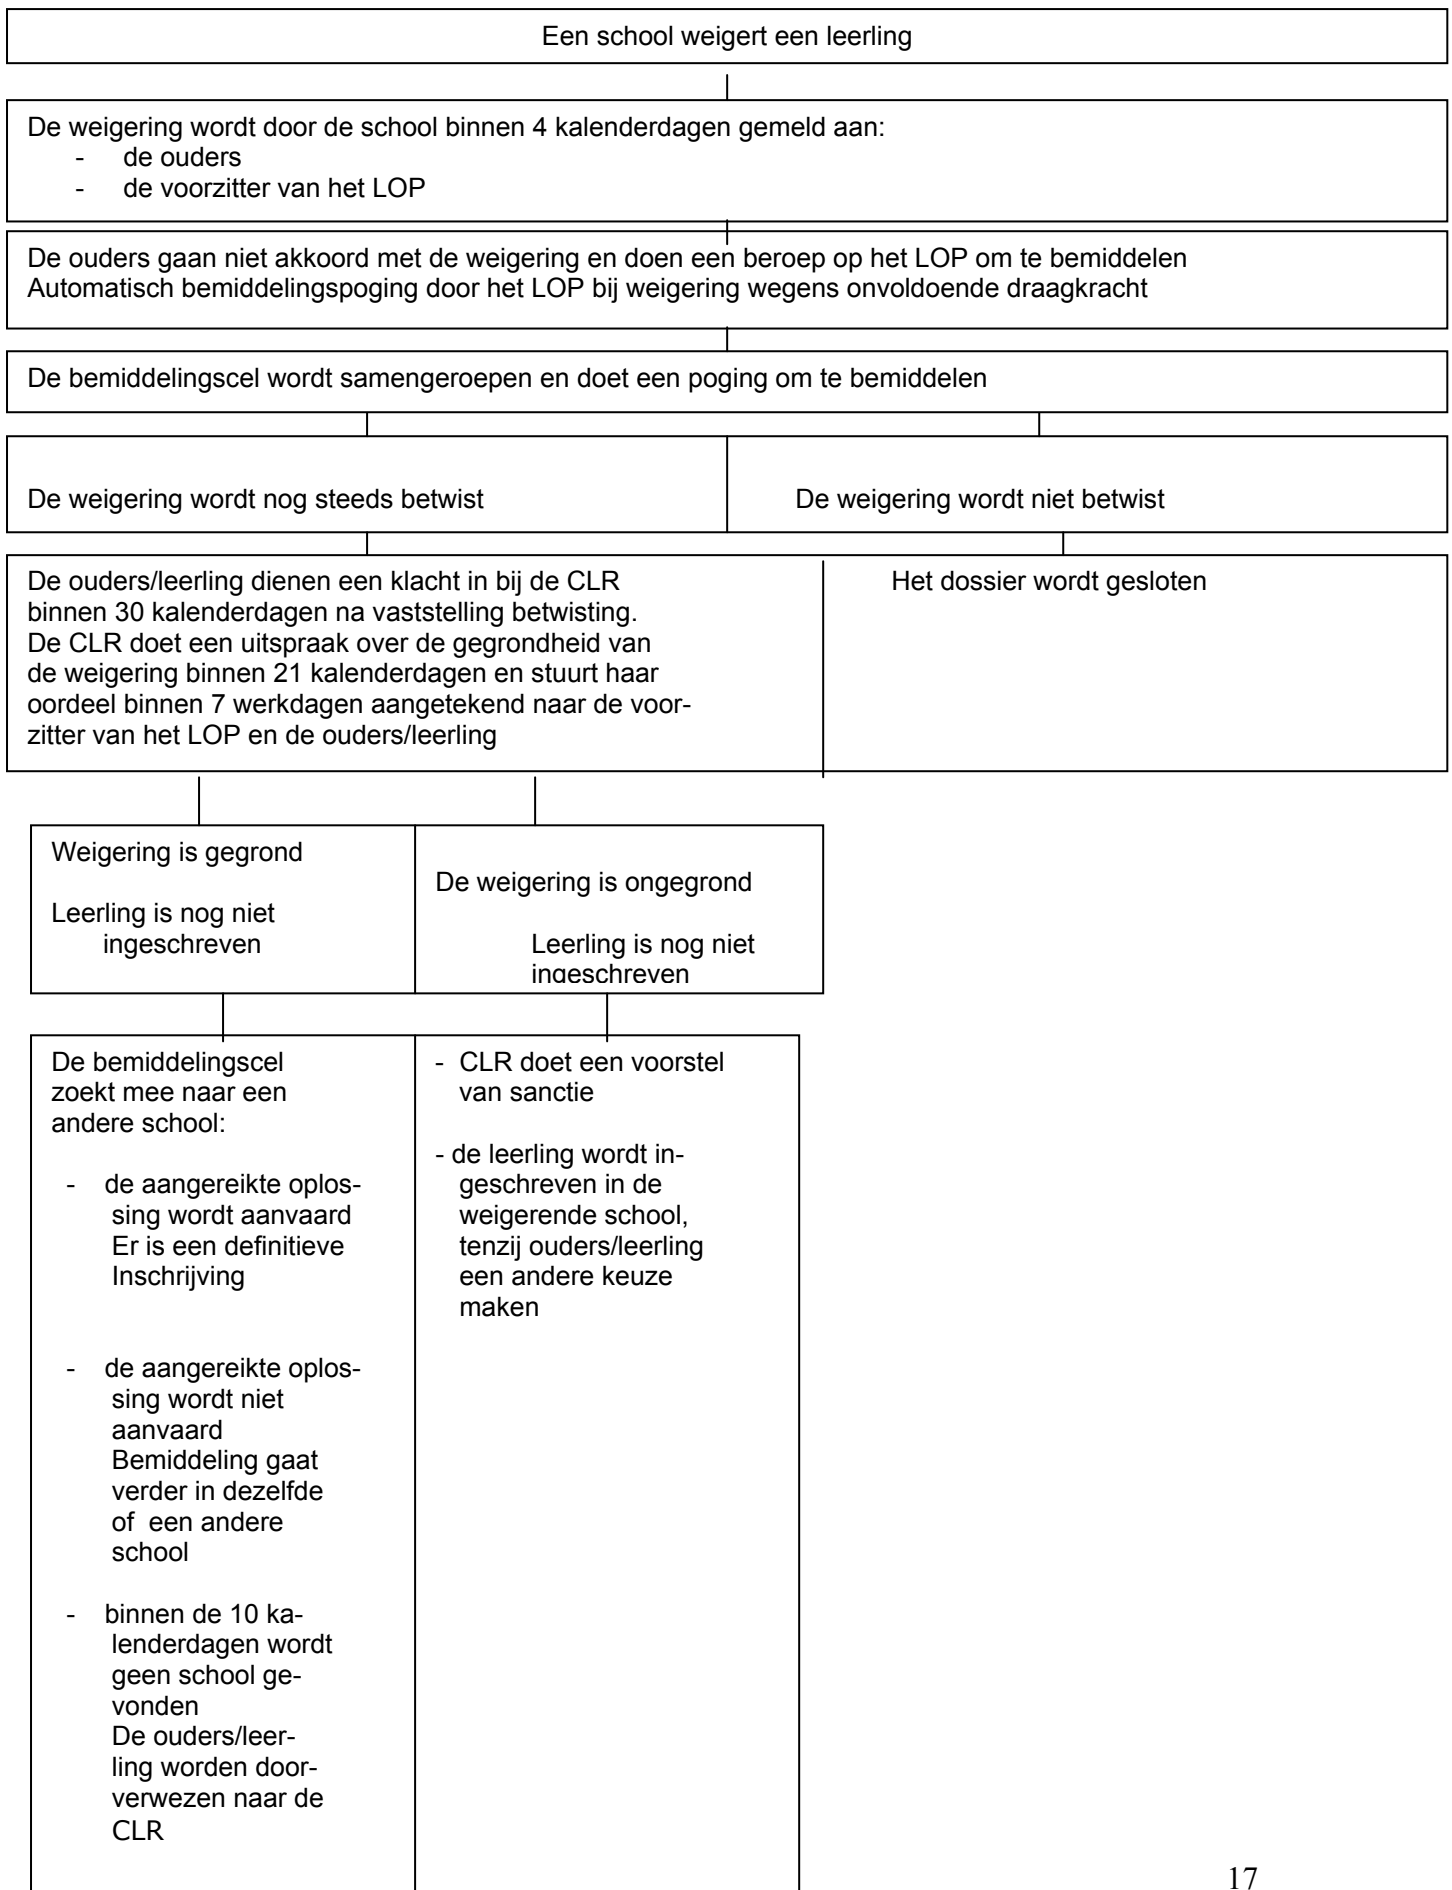 Een school weigert een leerling
De weigering wordt door de school binnen 4 kalenderdagen gemeld aan:
- de ouders
- de voorzitter van het LOP
De ouders gaan niet akkoord met de weigering en doen een beroep op het LOP om te bemiddelen
Automatisch bemiddelingspoging door het LOP bij weigering wegens onvoldoende draagkracht
De bemiddelingscel wordt samengeroepen en doet een poging om te bemiddelen
De weigering wordt nog steeds betwist
De weigering wordt niet betwist
De ouders/leerling dienen een klacht in bij de CLR
binnen 30 kalenderdagen na vaststelling betwisting.
De CLR doet een uitspraak over de gegrondheid van
de weigering binnen 21 kalenderdagen en stuurt haar
oordeel binnen 7 werkdagen aangetekend naar de voor-
zitter van het LOP en de ouders/leerling
Het dossier wordt gesloten
Weigering is gegrond
Leerling is nog niet
ingeschreven
De weigering is ongegrond
Leerling is nog niet
ingeschreven
De bemiddelingscel
zoekt mee naar een
andere school:
- de aangereikte oplos-
sing wordt aanvaard
Er is een definitieve
Inschrijving
- de aangereikte oplos-
sing wordt niet
aanvaard
Bemiddeling gaat
verder in dezelfde
of een andere
school
- binnen de 10 ka-
lenderdagen wordt
geen school ge-
vonden
De ouders/leer-
ling worden door-
verwezen naar de
CLR
- CLR doet een voorstel
van sanctie
- de leerling wordt in-
geschreven in de
weigerende school,
tenzij ouders/leerling
een andere keuze
maken
17